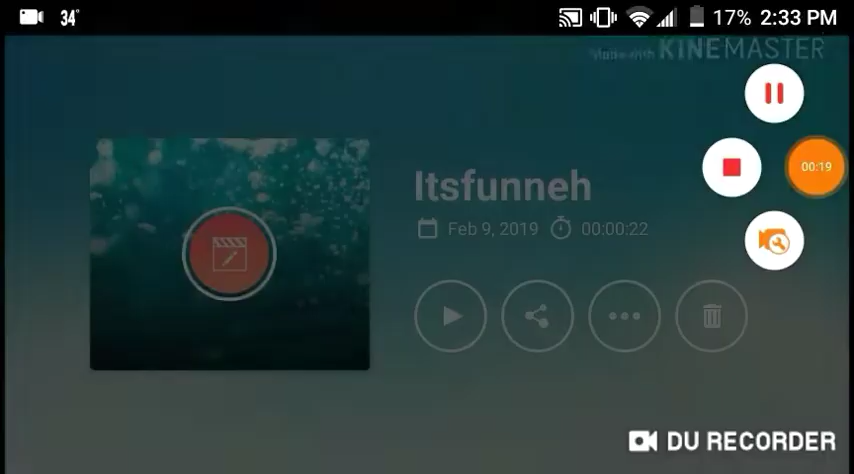 34° 17% 2:33 PM
Made with KINEMASTER
00:19
Itsfunneh
Feb 9, 2019 00:00:22
DU RECORDER